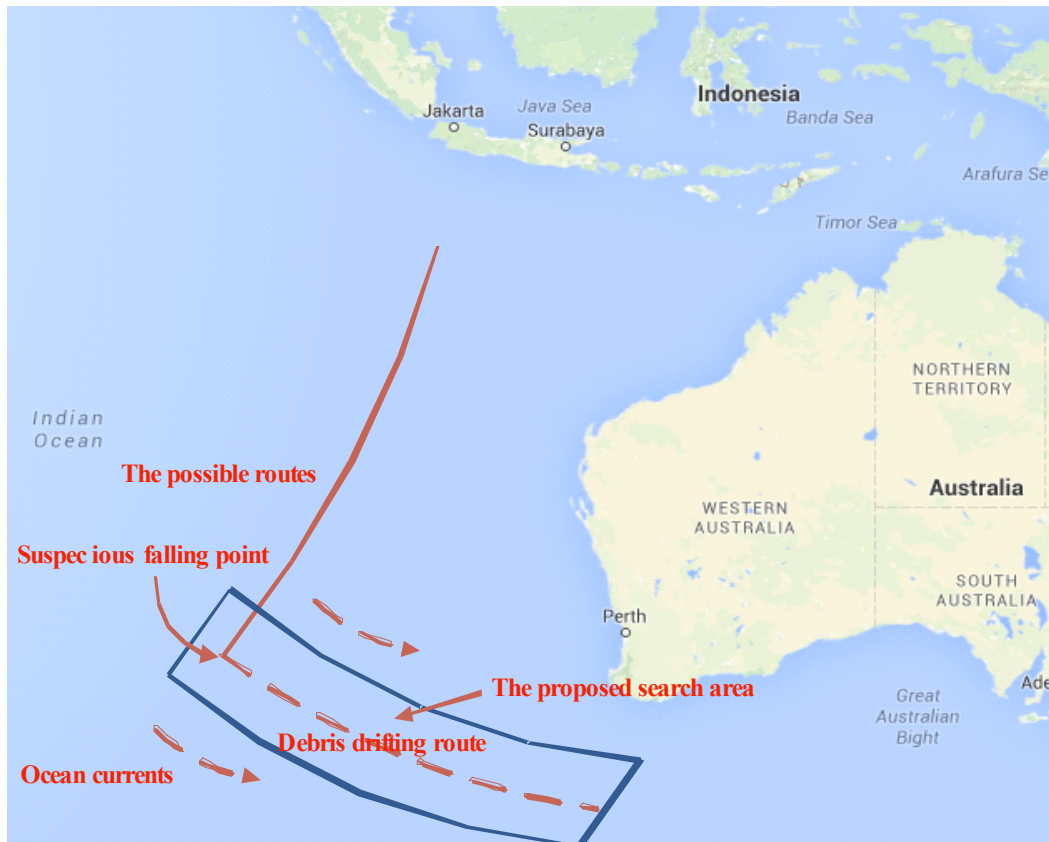 Jakarta
Java Sea
Surabaya
Indonesia
Banda Sea
Arafura Se
Timor Sea
NORTHERN
TERRITORY
Indian
Ocean
The possible routes
Australia
WESTERN
AUSTRALIA
Suspec ious falling point
SOUTH
AUSTRALIA
Perth
Ade
The proposed search area
Great
Australian
Bight
Debris drifting route
Ocean currents